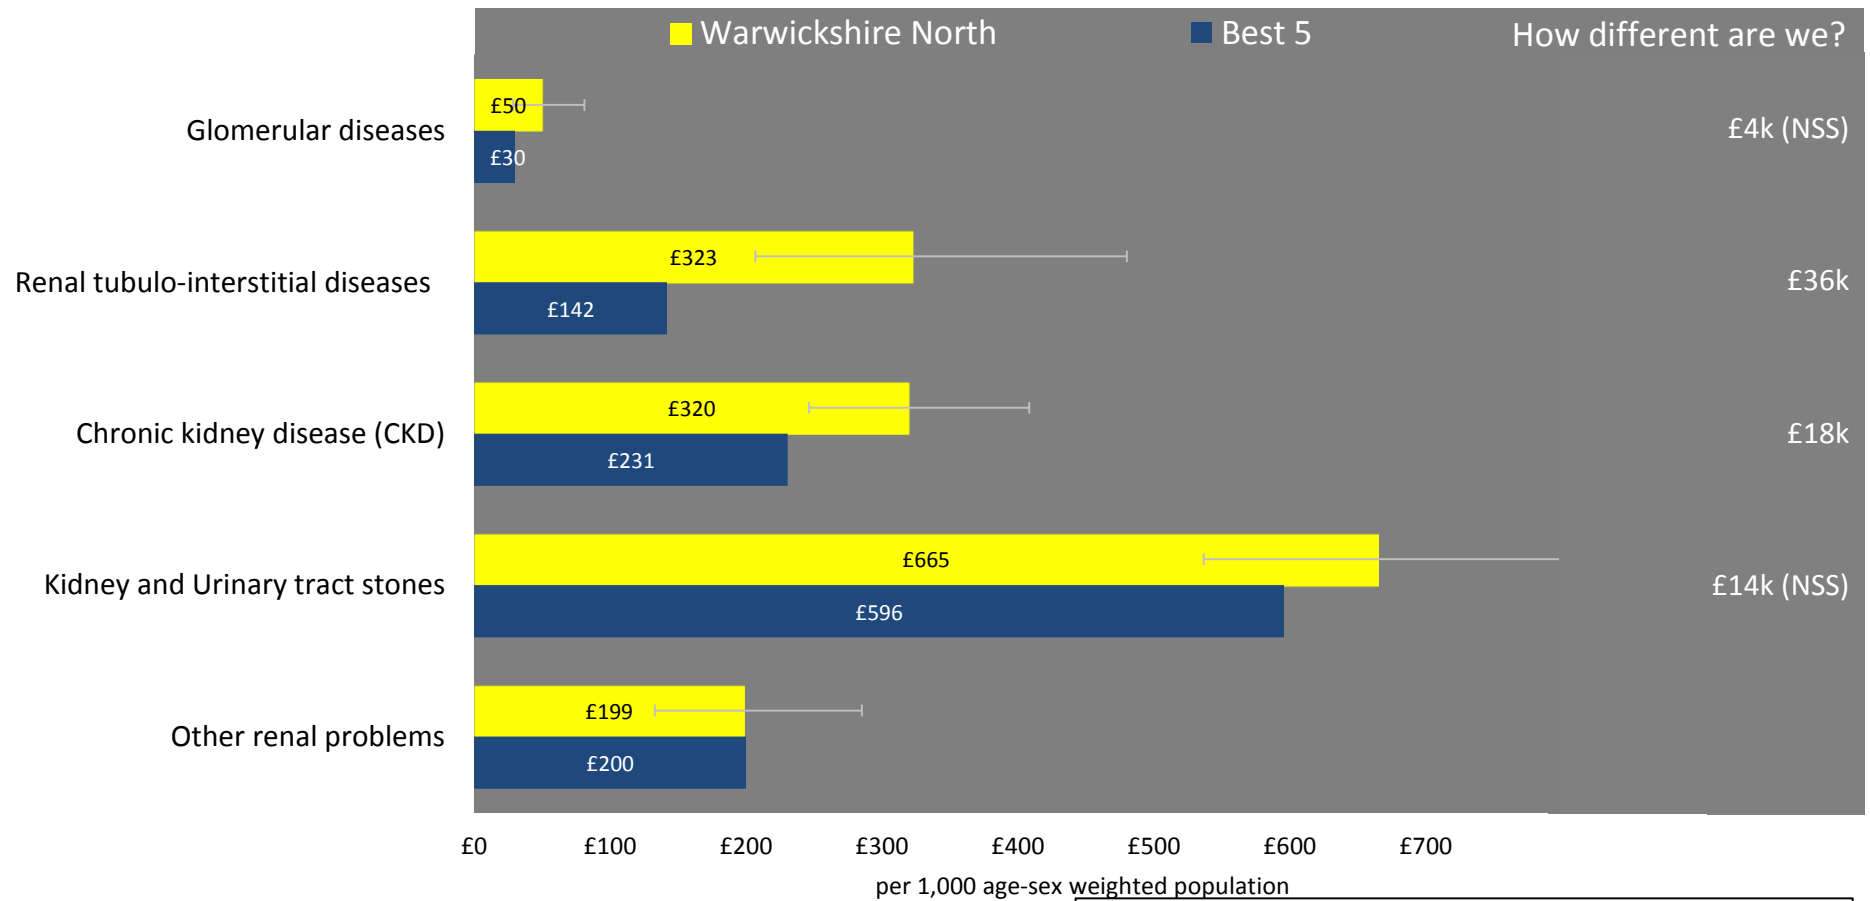 Warwickshire North Best 5 How different are we?
Glomerular diseases £50 £30 £4k (NSS)
Renal tubulo-interstitial diseases £323 £142 £36k
Chronic kidney disease (CKD) £320 £231 £18k
Kidney and Urinary tract stones £665 £596 £14k (NSS)
Other renal problems £199 £200
£0 £100 £200 £300 £400 £500 £600 £700
per 1,000 age-sex weighted population